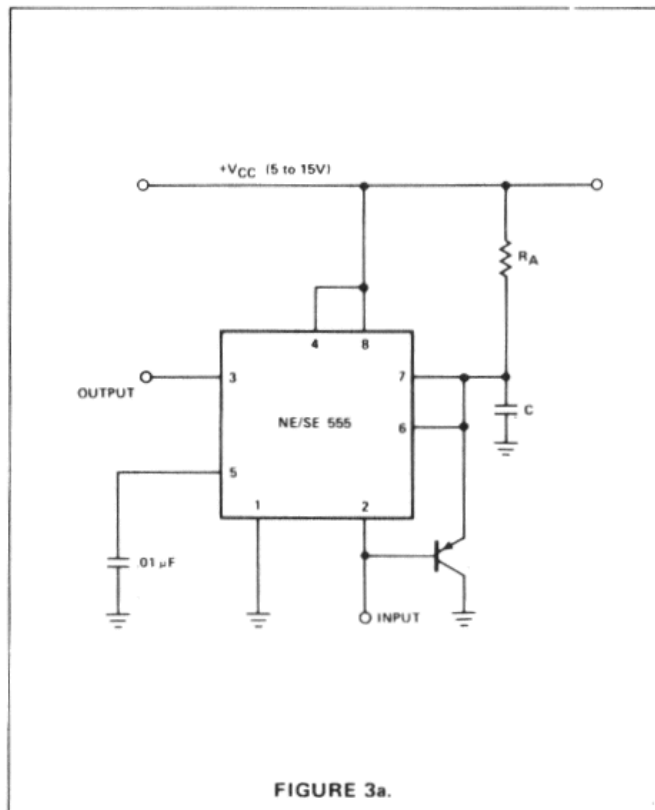 +VCC (5 to 15V)
RA
4 8
OUTPUT
3
7
C
NE/SE 555
6
5
1
2
.01 µF
INPUT
FIGURE 3a.